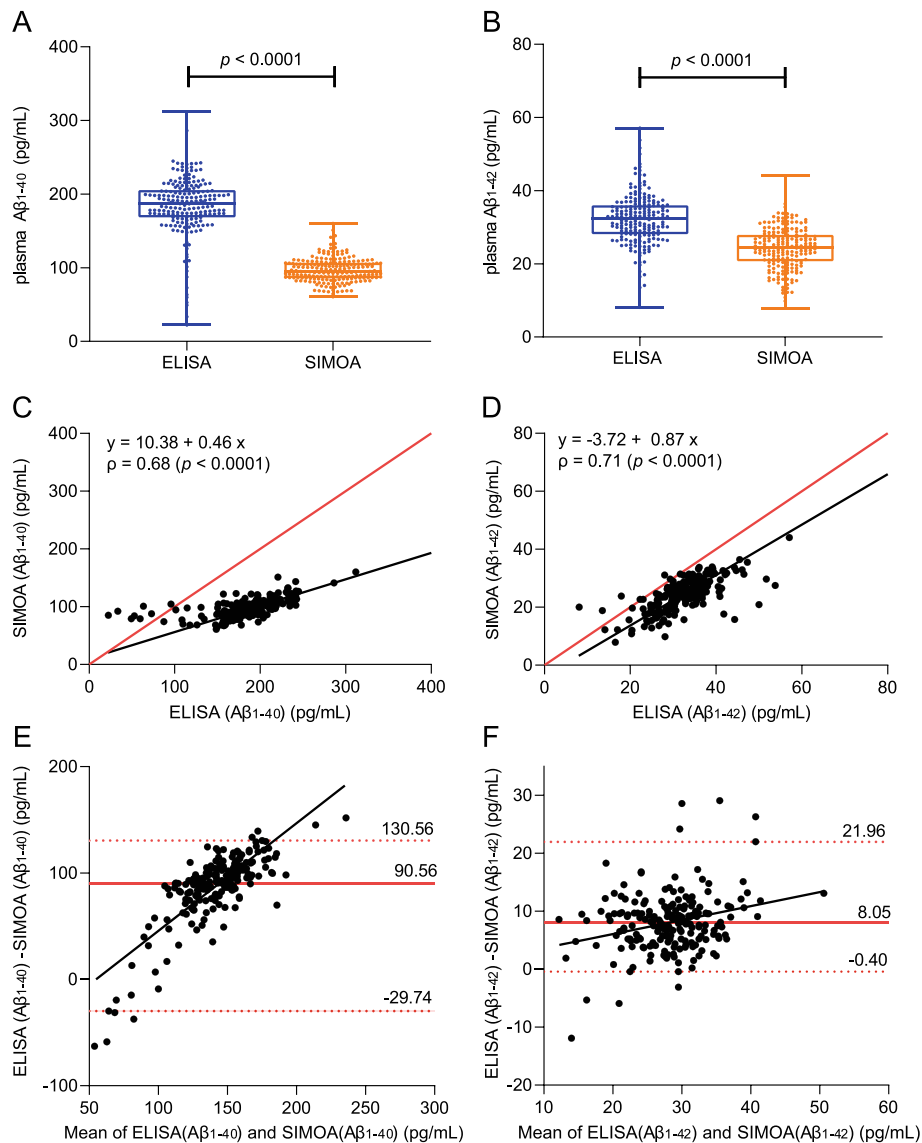 A
plasma Aβ1-40 (pg/mL)
400
300
200
100
0
p < 0.0001
ELISA
SIMOA
B
plasma Aβ1-42 (pg/mL)
80
60
40
20
0
p < 0.0001
ELISA
SIMOA
C
y = 10.38 + 0.46 x
ρ = 0.68 (p < 0.0001)
SIMOA (Aβ1-40) (pg/mL)
400
300
200
100
0
0
100
200
300
400
ELISA (Aβ1-40) (pg/mL)
D
y = -3.72 + 0.87 x
ρ = 0.71 (p < 0.0001)
SIMOA (Aβ1-42) (pg/mL)
80
60
40
20
0
0
20
40
60
80
ELISA (Aβ1-42) (pg/mL)
E
ELISA (Aβ1-40) -SIMOA (Aβ1-40) (pg/mL)
200
100
0
-100
130.56
90.56
-29.74
50
100
150
200
250
300
Mean of ELISA(Aβ1-40) and SIMOA(Aβ1-40) (pg/mL)
F
ELISA (Aβ1-42) -SIMOA (Aβ1-42) (pg/mL)
30
20
10
0
-10
-20
21.96
8.05
-0.40
10
20
30
40
50
60
Mean of ELISA(Aβ1-42) and SIMOA(Aβ1-42) (pg/mL)